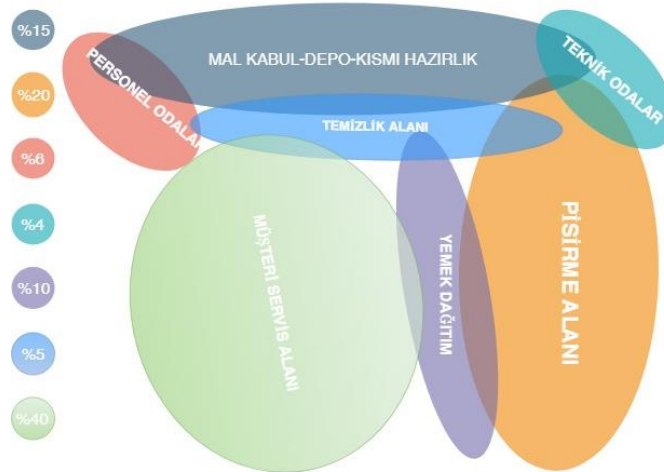 %15
%20
%6
%4
%10
%5
%40
MAL KABUL-DEPO-KISMI HAZIRLIK
PERSONEL ODALARI
TEKNİK ODALAR
TEMİZLİK ALANI
MÜŞTERİ SERVİS ALANI
YEMEK DAĞITIM
PİSİRME ALANI